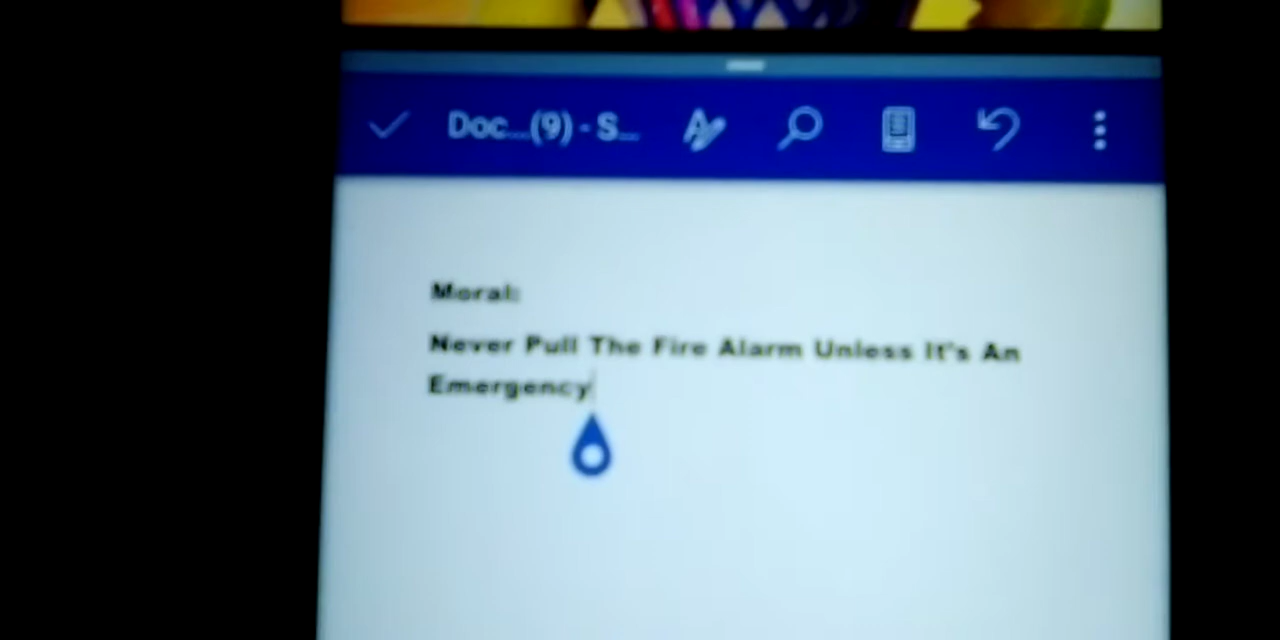 Doc...(9) - S...
Moral:
Never Pull The Fire Alarm Unless It's An
Emergency